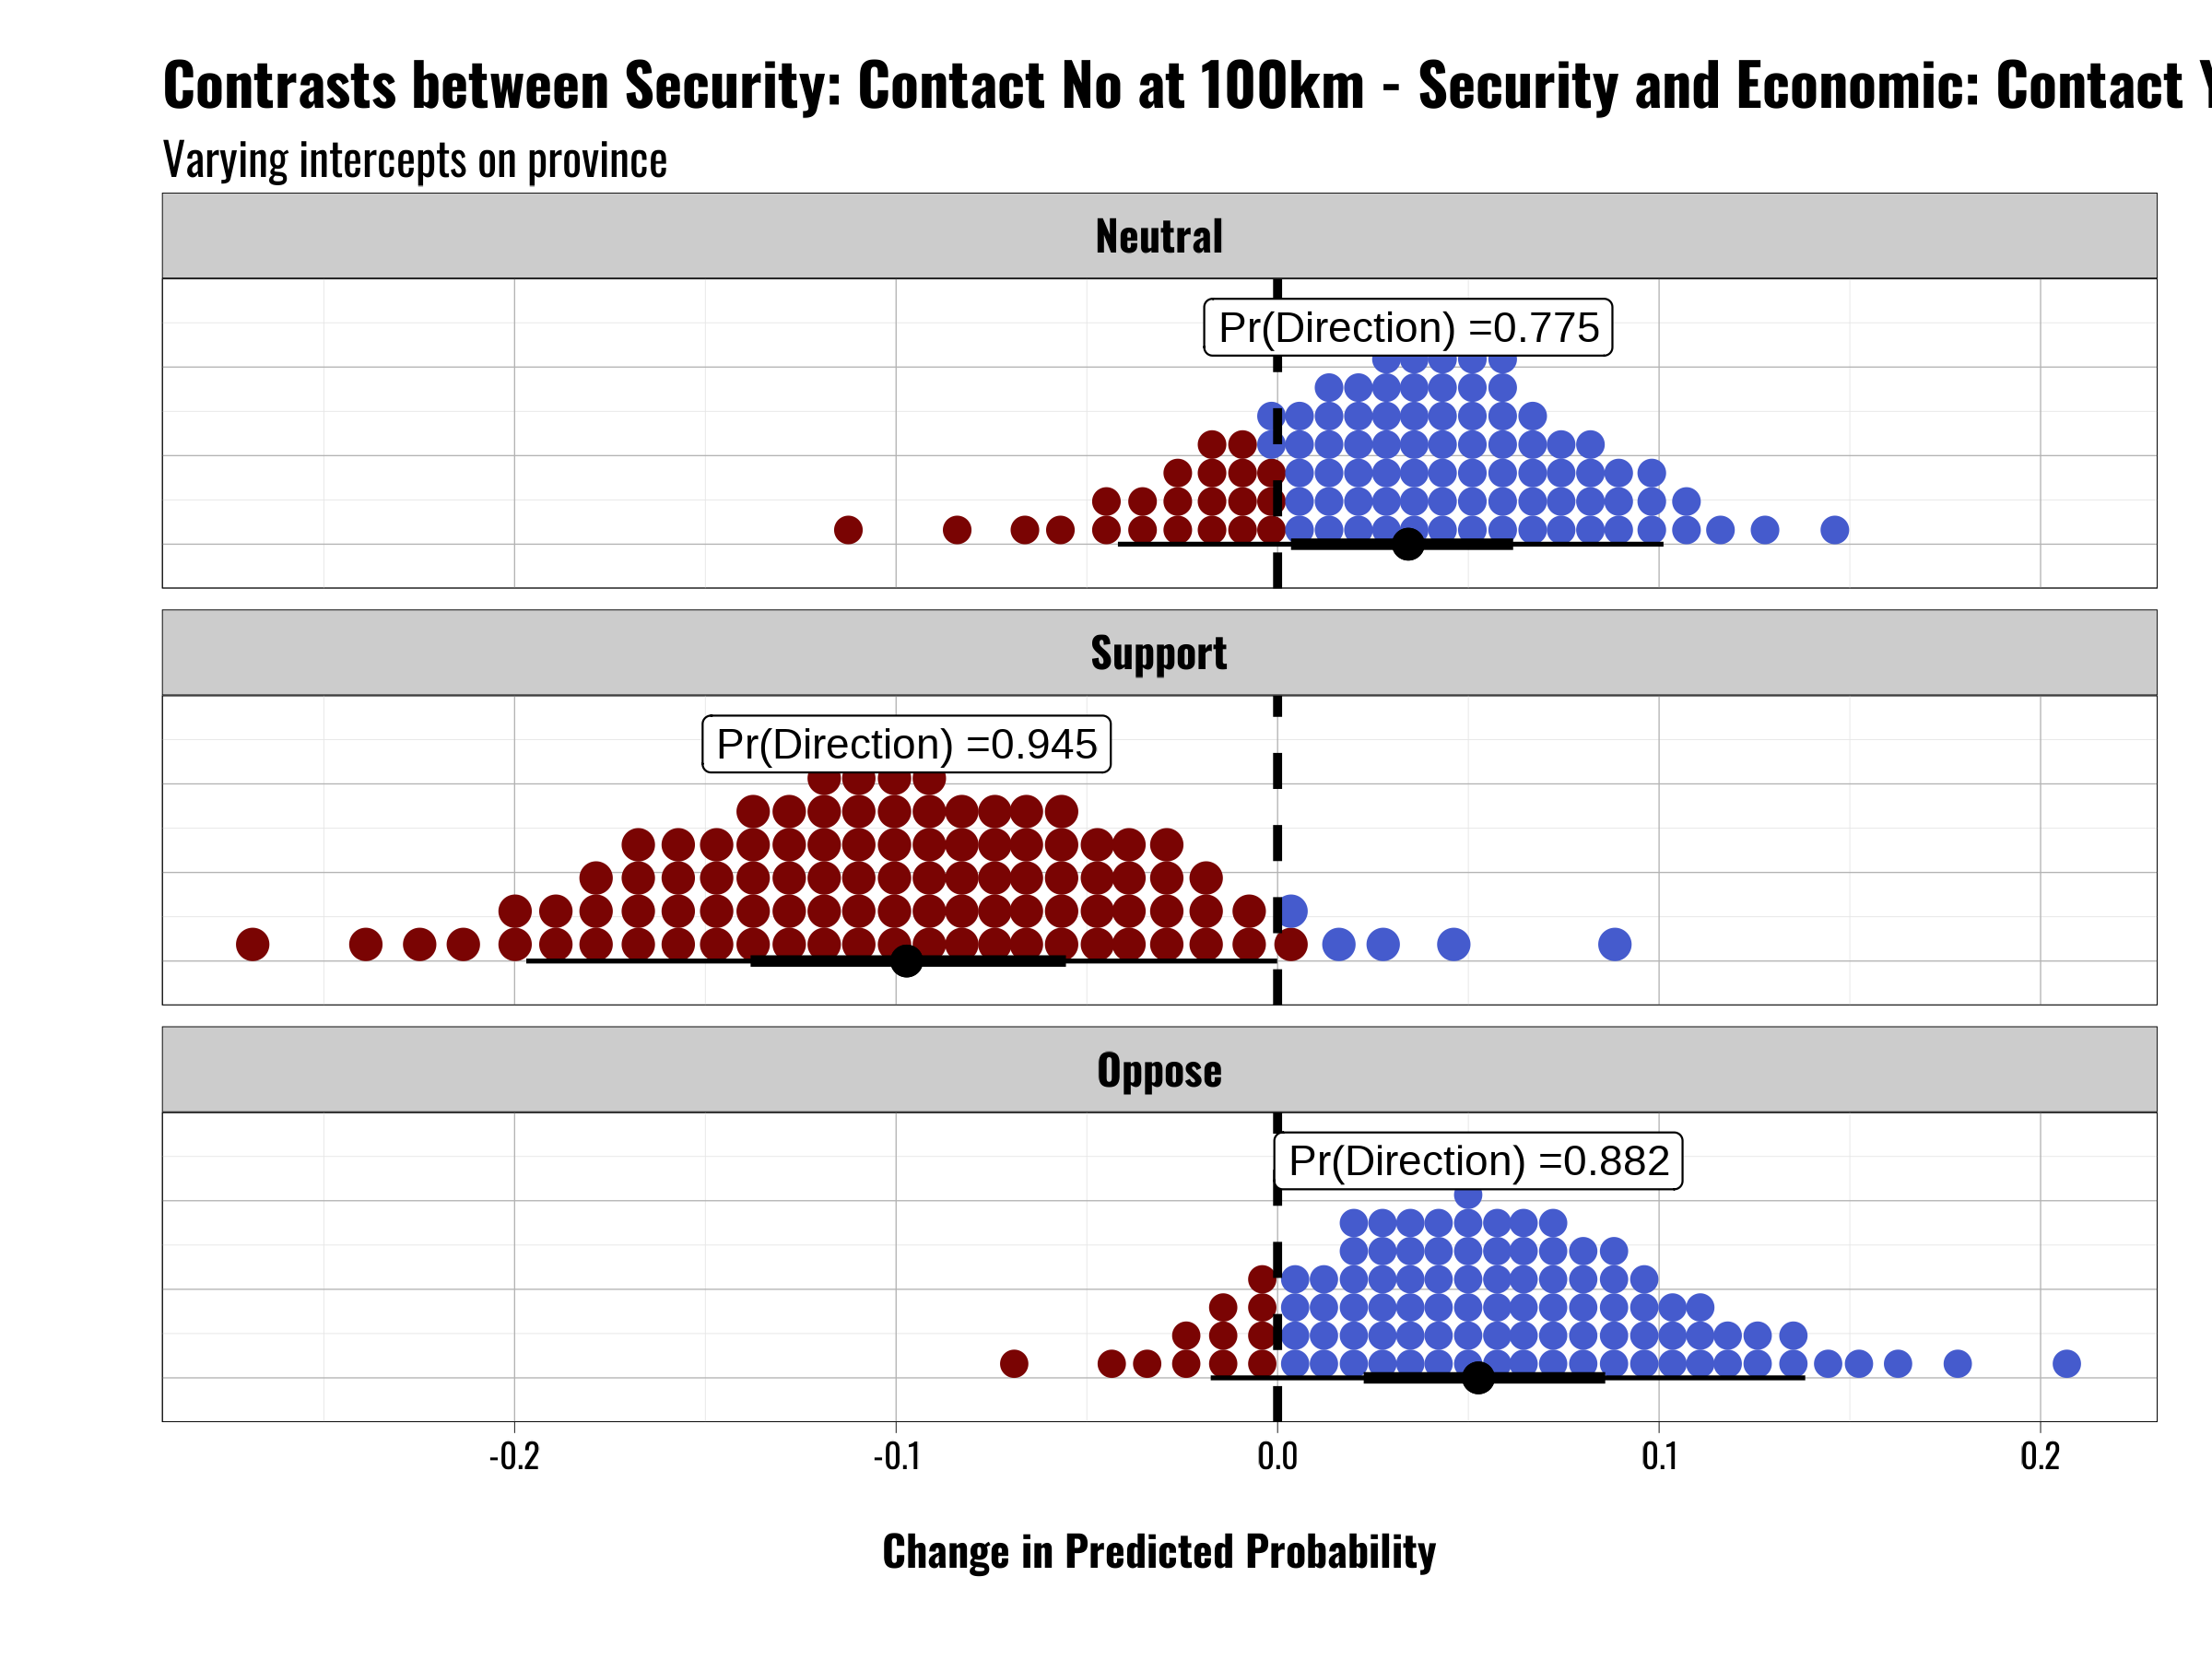 Contrasts between Security: Contact No at 100km - Security and Economic: Contact
Varying intercepts on province
Neutral
Pr(Direction) =0.775
Support
Pr(Direction) =0.945
Oppose
Pr(Direction) =0.882
-0.2 -0.1 0.0 0.1 0.2
Change in Predicted Probability